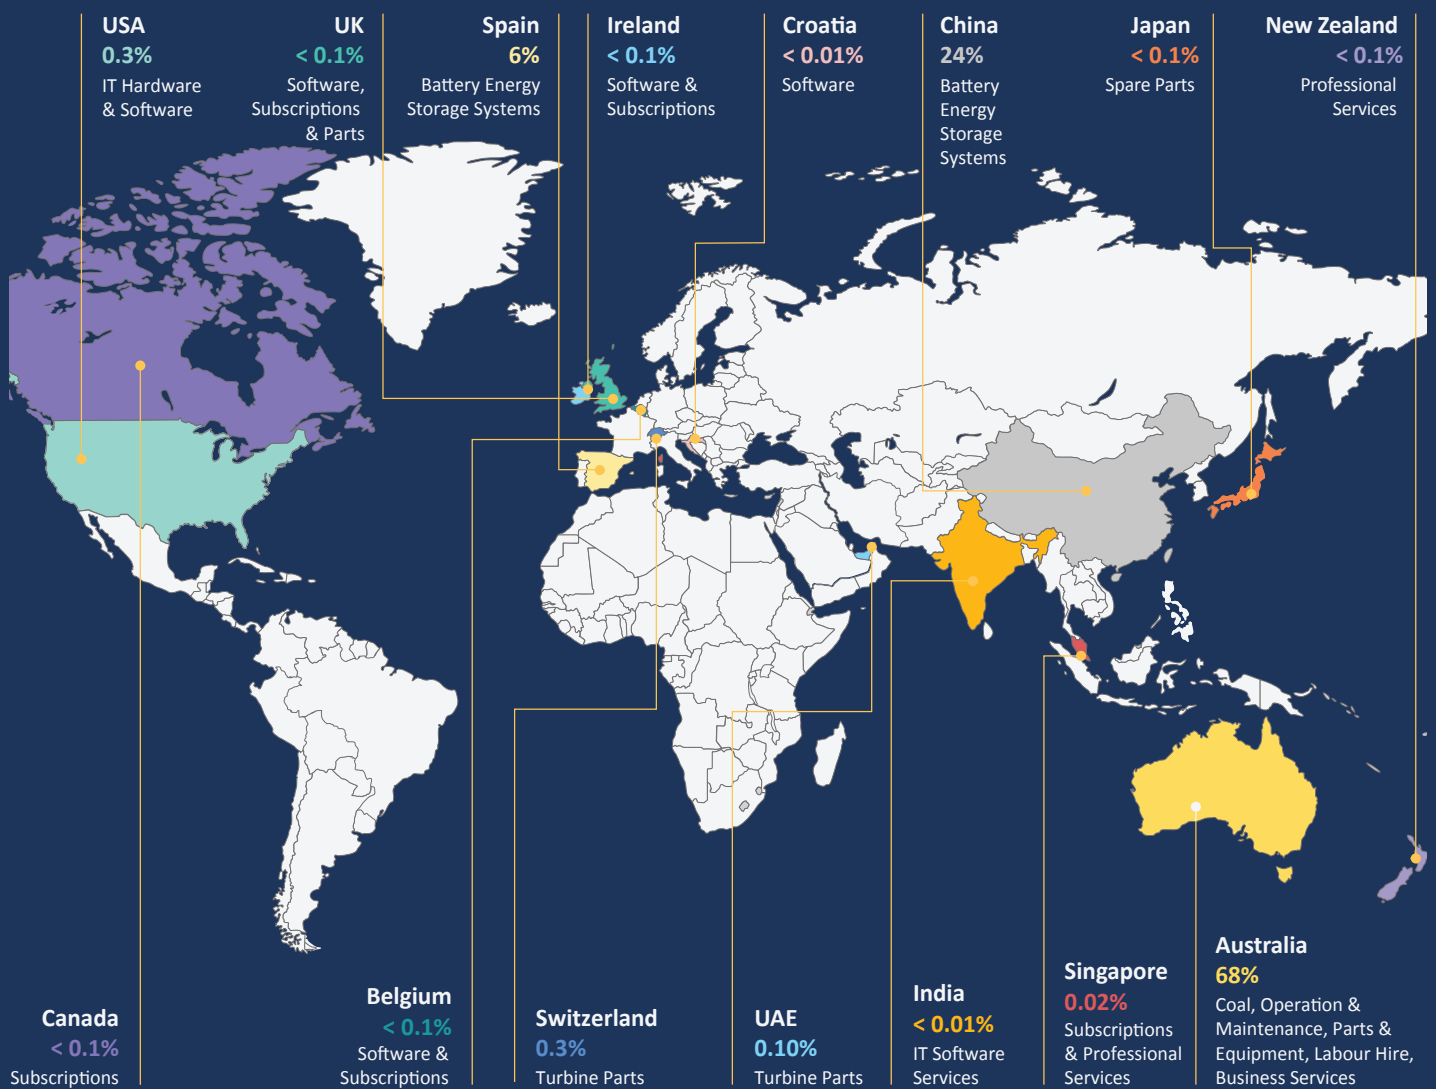 USA
0.3%
IT Hardware
& Software
UK
< 0.1%
Software,
Subscriptions
& Parts
Spain
6%
Battery Energy
Storage Systems
Ireland
< 0.1%
Software &
Subscriptions
Croatia
< 0.01%
Software
China
24%
Battery
Energy
Storage
Systems
Japan
< 0.1%
Spare Parts
New Zealand
< 0.1%
Professional
Services
Canada
< 0.1%
Subscriptions
Belgium
< 0.1%
Software &
Subscriptions
Switzerland
0.3%
Turbine Parts
UAE
0.10%
Turbine Parts
India
< 0.01%
IT Software
Services
Singapore
0.02%
Subscriptions
& Professional
Services
Australia
68%
Coal, Operation &
Maintenance, Parts &
Equipment, Labour Hire,
Business Services